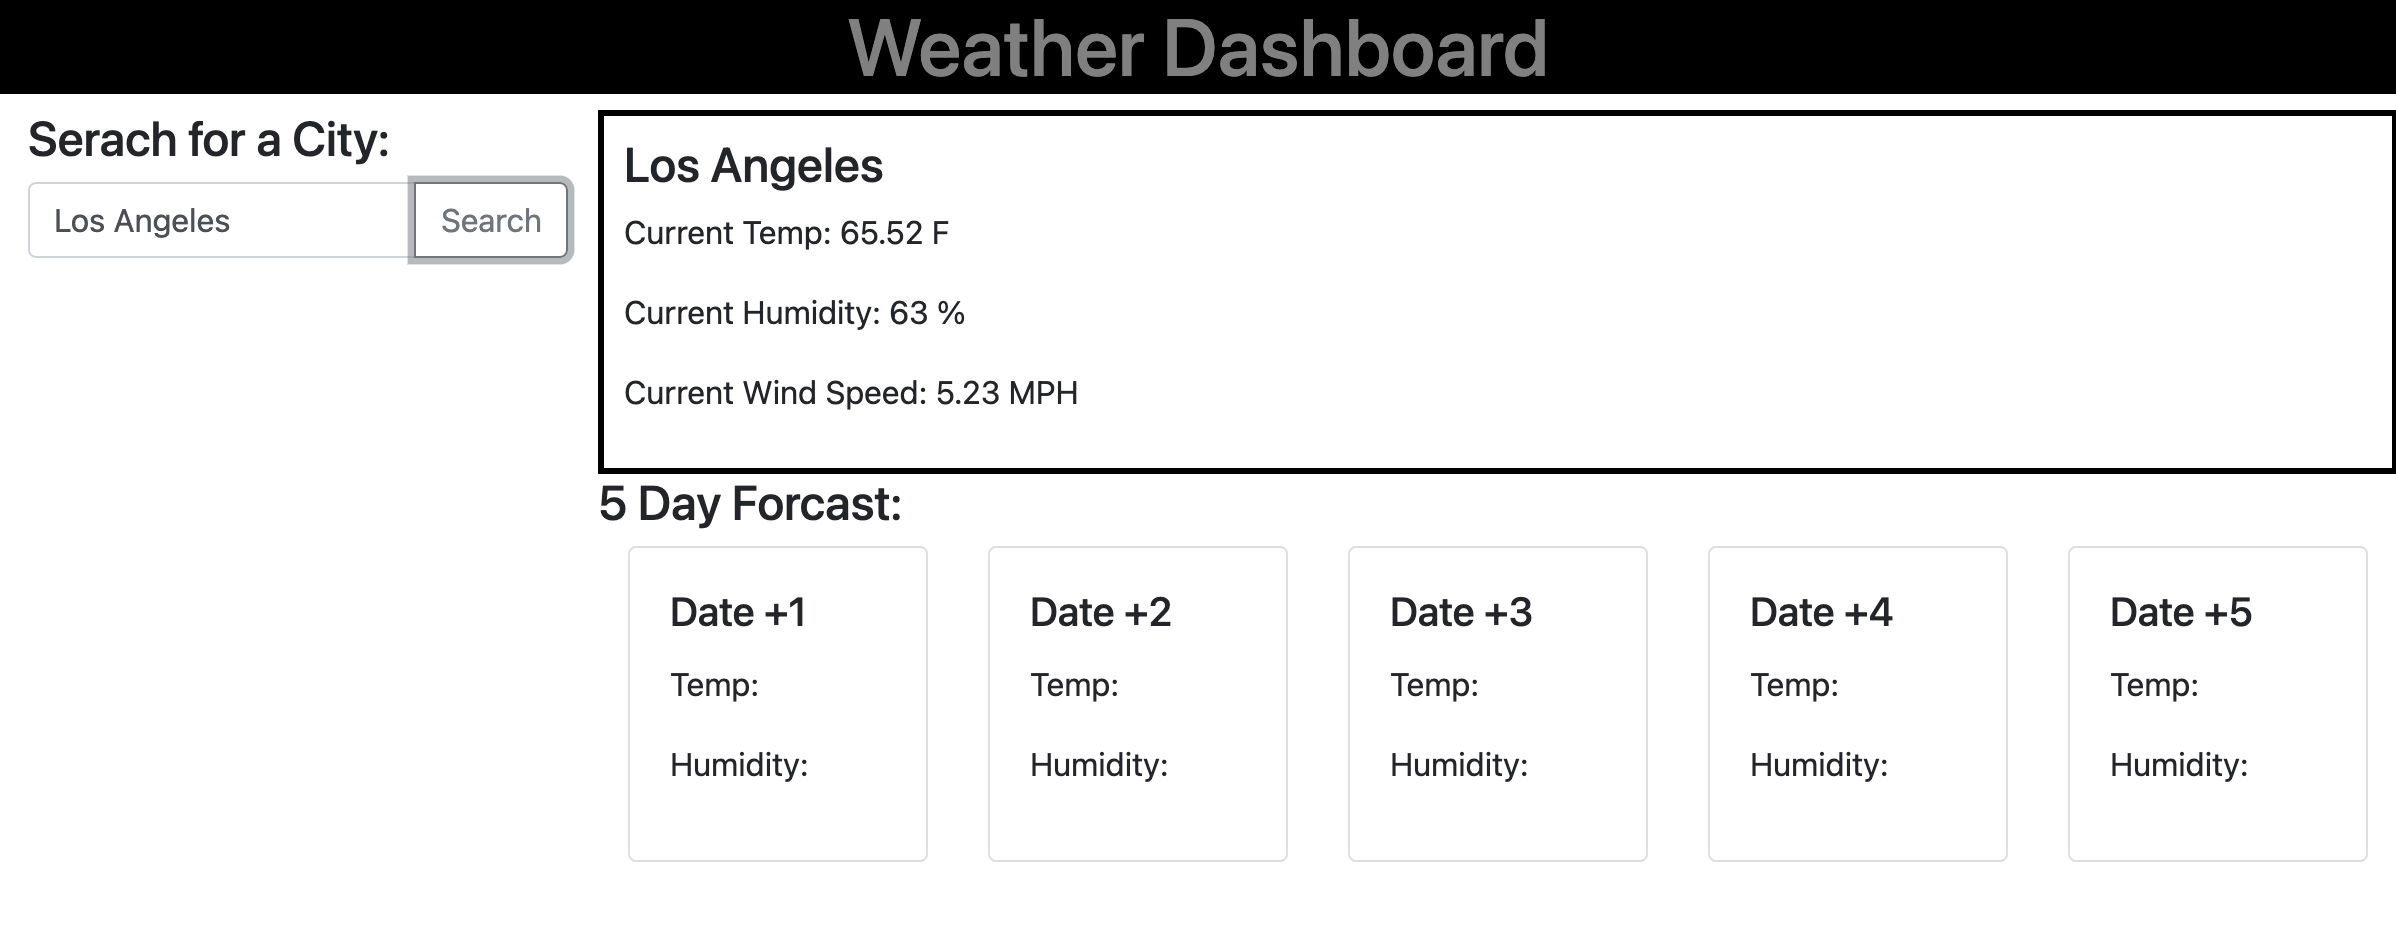 Weather Dashboard
Serach for a City:
Los Angeles
Search
Los Angeles
Current Temp: 65.52 F
Current Humidity: 63 %
Current Wind Speed: 5.23 MPH
5 Day Forcast:
Date +1
Temp:
Humidity:
Date +2
Temp:
Humidity:
Date +3
Temp:
Humidity:
Date +4
Temp:
Humidity:
Date +5
Temp:
Humidity: